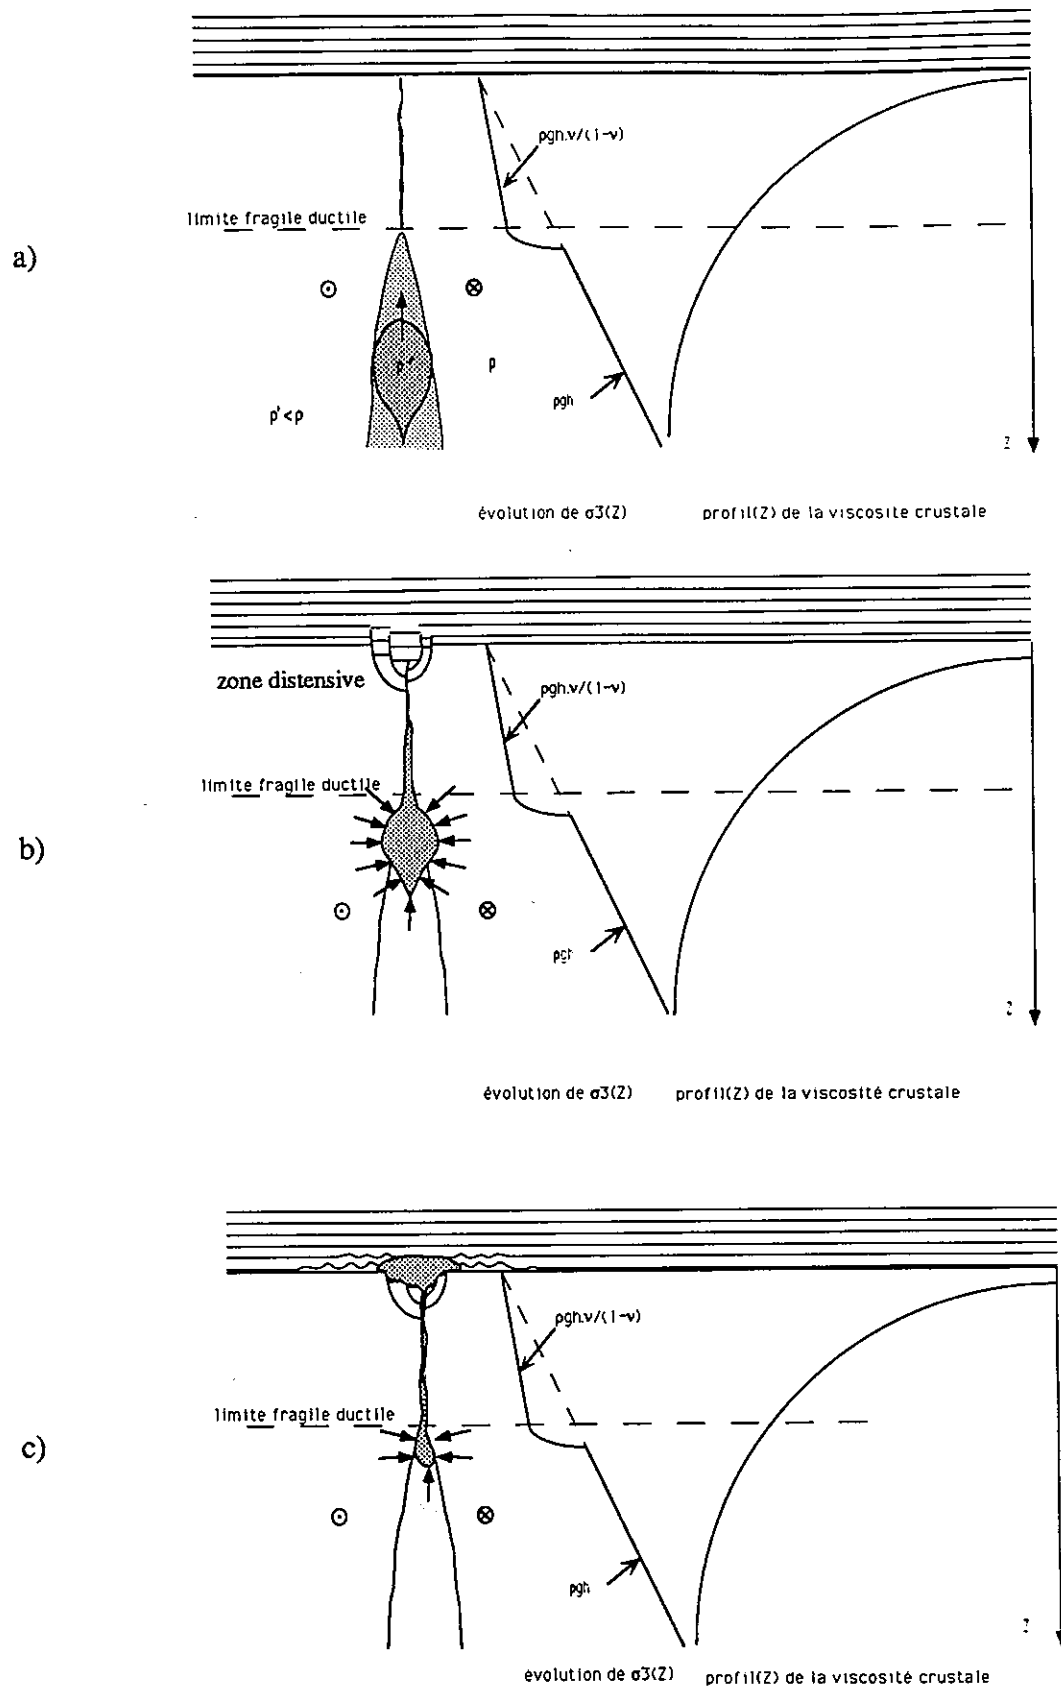 ρgh.ν/(1-ν)
limite fragile ductile
a)
ρ'
ρ
ρ'<ρ
ρgh
Z
évolution de σ3(Z) profil(Z) de la viscosite crustale
zone distensive
ρgh.ν/(1-ν)
limite fragile ductile
b)
ρgh
Z
évolution de σ3(Z) profil(Z) de la viscosité crustale
ρgh.ν/(1-ν)
limite fragile ductile
c)
ρgh
Z
évolution de σ3(Z) profil(Z) de la viscosité crustale